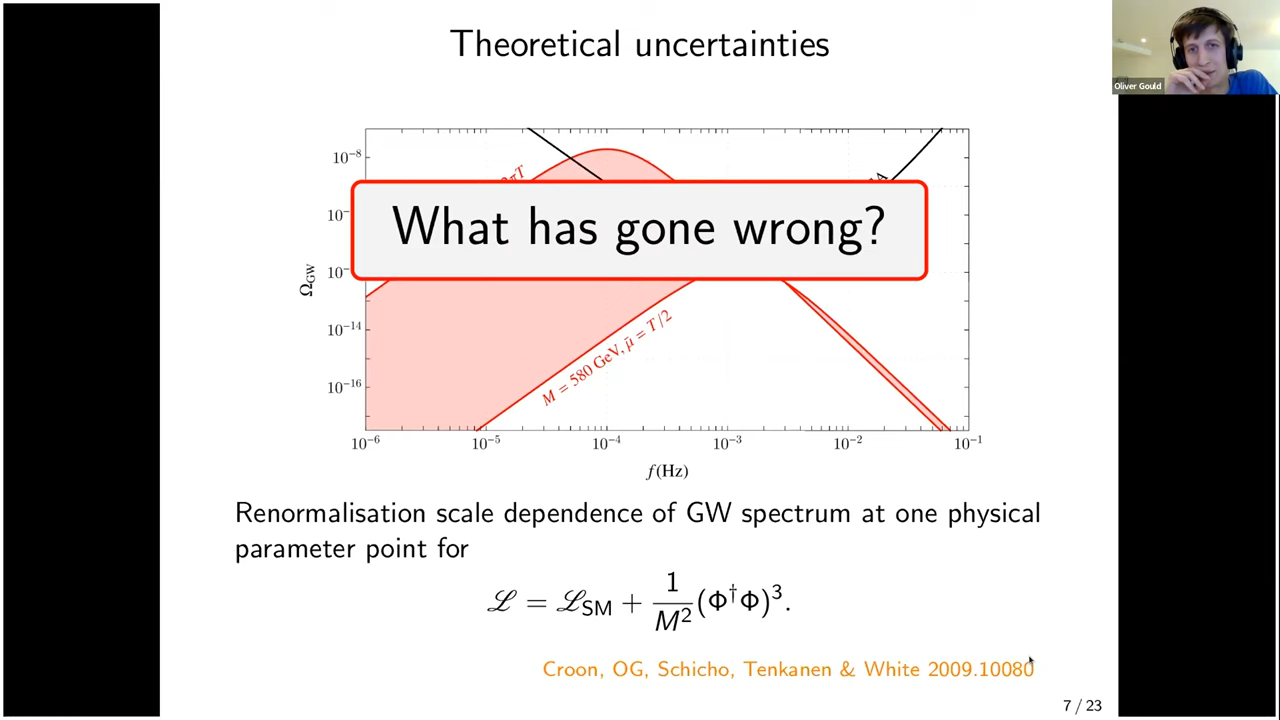 Theoretical uncertainties
Oliver Gould
10⁻⁸
What has gone wrong?
10⁻¹⁴
10⁻¹⁶
Ω_GW
M = 580 GeV, μ̄ = T/2
10⁻⁶ 10⁻⁵ 10⁻⁴ 10⁻³ 10⁻² 10⁻¹
f(Hz)
Renormalisation scale dependence of GW spectrum at one physical
parameter point for
ℒ = ℒ_SM + 1/M² (Φ†Φ)³.
Croon, OG, Schicho, Tenkanen & White 2009.10080
7 / 23